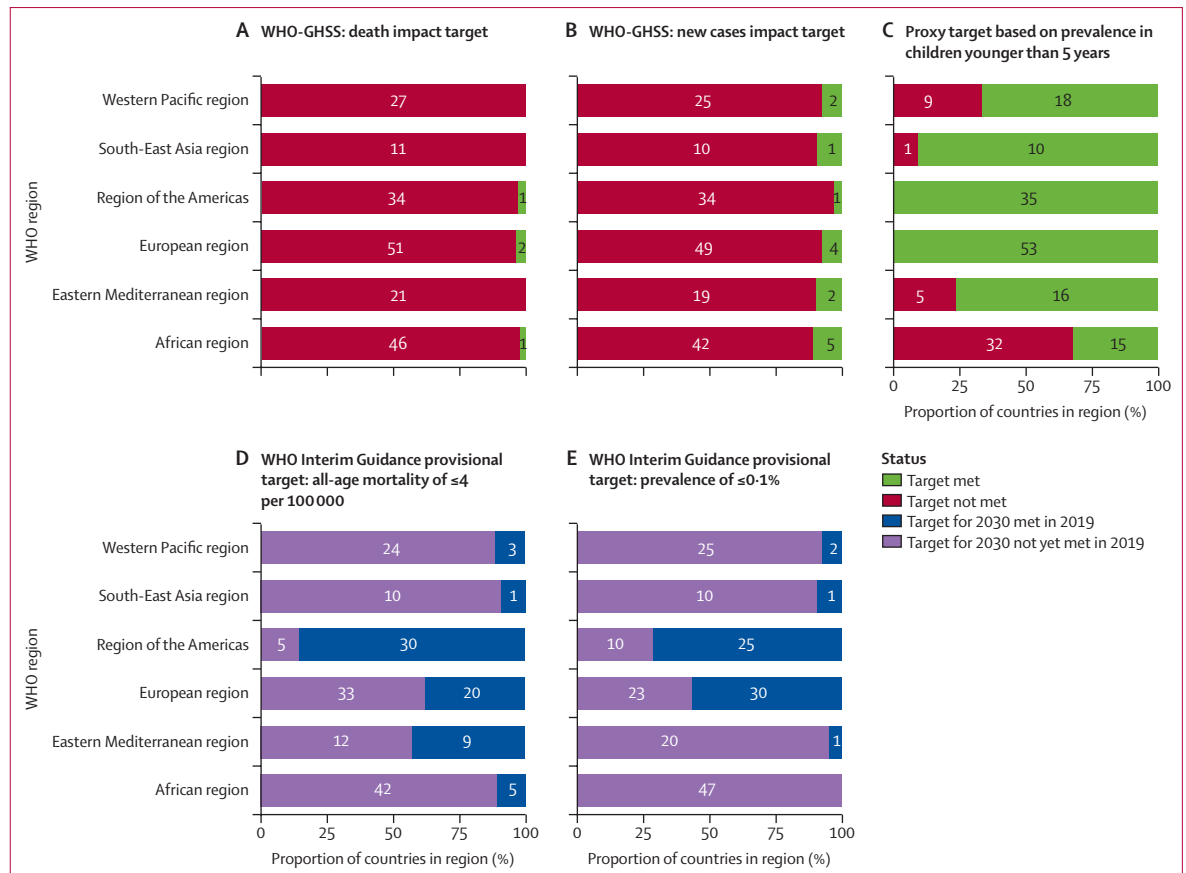 A WHO-GHSS: death impact target
B WHO-GHSS: new cases impact target
C Proxy target based on prevalence in
children younger than 5 years
WHO region
Western Pacific region
27
25 2
9 18
South-East Asia region
11
10 1
1 10
Region of the Americas
34 1
34 1
35
European region
51 2
49 4
53
Eastern Mediterranean region
21
19 2
5 16
African region
46 1
42 5
32 15
0 25 50 75 100
Proportion of countries in region (%)
D WHO Interim Guidance provisional
target: all-age mortality of ≤4
per 100 000
E WHO Interim Guidance provisional
target: prevalence of ≤0·1%
Status
Target met
Target not met
Target for 2030 met in 2019
Target for 2030 not yet met in 2019
WHO region
Western Pacific region
24 3
25 2
South-East Asia region
10 1
10 1
Region of the Americas
5 30
10 25
European region
33 20
23 30
Eastern Mediterranean region
12 9
20 1
African region
42 5
47
0 25 50 75 100
0 25 50 75 100
Proportion of countries in region (%)
Proportion of countries in region (%)